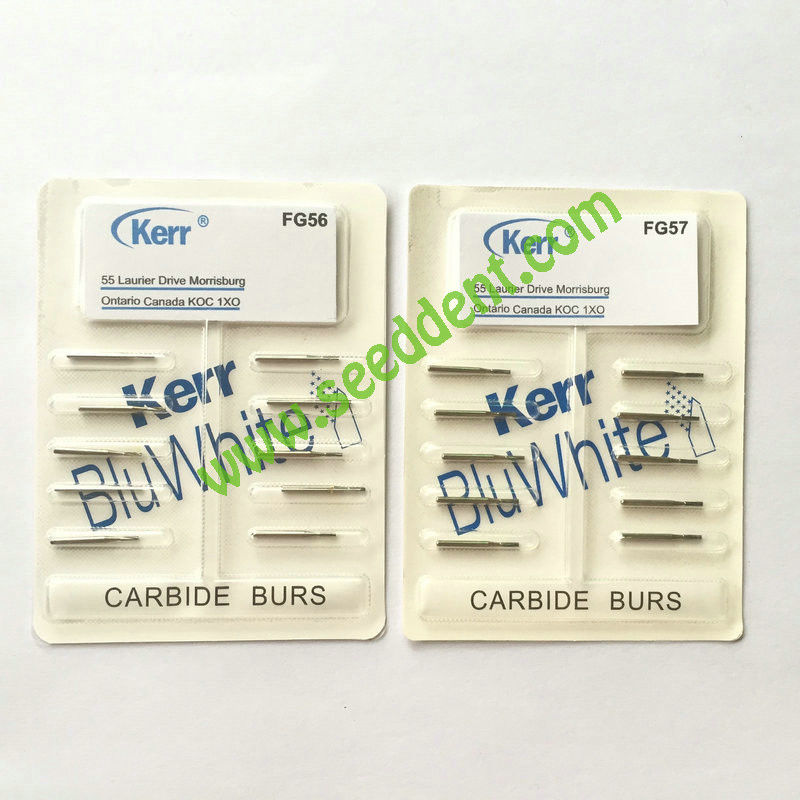 Kerr®
FG56
55 Laurier Drive Morrisburg
Ontario Canada KOC 1XO
Kerr
BluWhite
CARBIDE BURS
Kerr®
FG57
55 Laurier Drive Morrisburg
Ontario Canada KOC 1XO
Kerr
BluWhite
CARBIDE BURS
www.seeddent.com